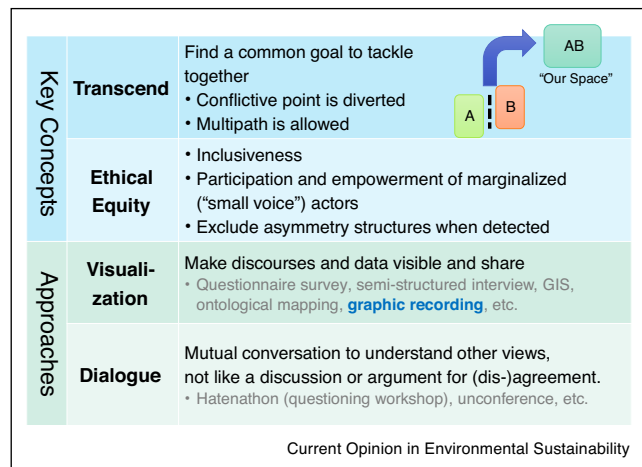 Key Concepts
Transcend
Find a common goal to tackle
together
• Conflictive point is diverted
• Multipath is allowed
A
B
AB
“Our Space”
Ethical
Equity
• Inclusiveness
• Participation and empowerment of marginalized
(“small voice”) actors
• Exclude asymmetry structures when detected
Approaches
Visuali-
zation
Make discourses and data visible and share
• Questionnaire survey, semi-structured interview, GIS,
ontological mapping, graphic recording, etc.
Dialogue
Mutual conversation to understand other views,
not like a discussion or argument for (dis-)agreement.
• Hatenathon (questioning workshop), unconference, etc.
Current Opinion in Environmental Sustainability